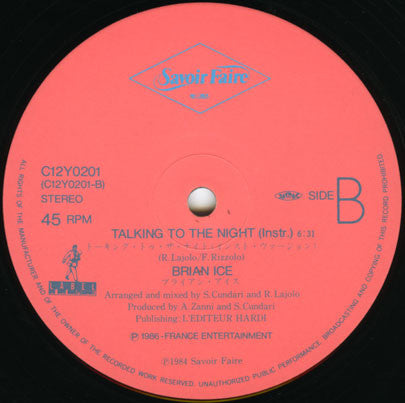 Savoir Faire
C12Y0201
(C12Y0201-B)
STEREO
45 RPM
SIDE B
TALKING TO THE NIGHT (Instr.) 6:31
トーキング・トゥ・ザ・ナイト(インスト・ヴァージョン)
(R. Lajolo/F. Rizzolo)
BRIAN ICE
ブライアン・アイス
Arranged and mixed by S. Cundari and R. Lajolo
Produced by A. Zanni and S. Cundari
Publishing: L'EDITEUR HARDI
Ⓟ 1986 - FRANCE ENTERTAINMENT
Ⓟ 1984 Savoir Faire
ALL RIGHTS OF THE MANUFACTURER AND OF THE OWNER OF THE RECORDED WORK RESERVED. UNAUTHORIZED PUBLIC PERFORMANCE, BROADCASTING AND COPYING OF THIS RECORD PROHIBITED.